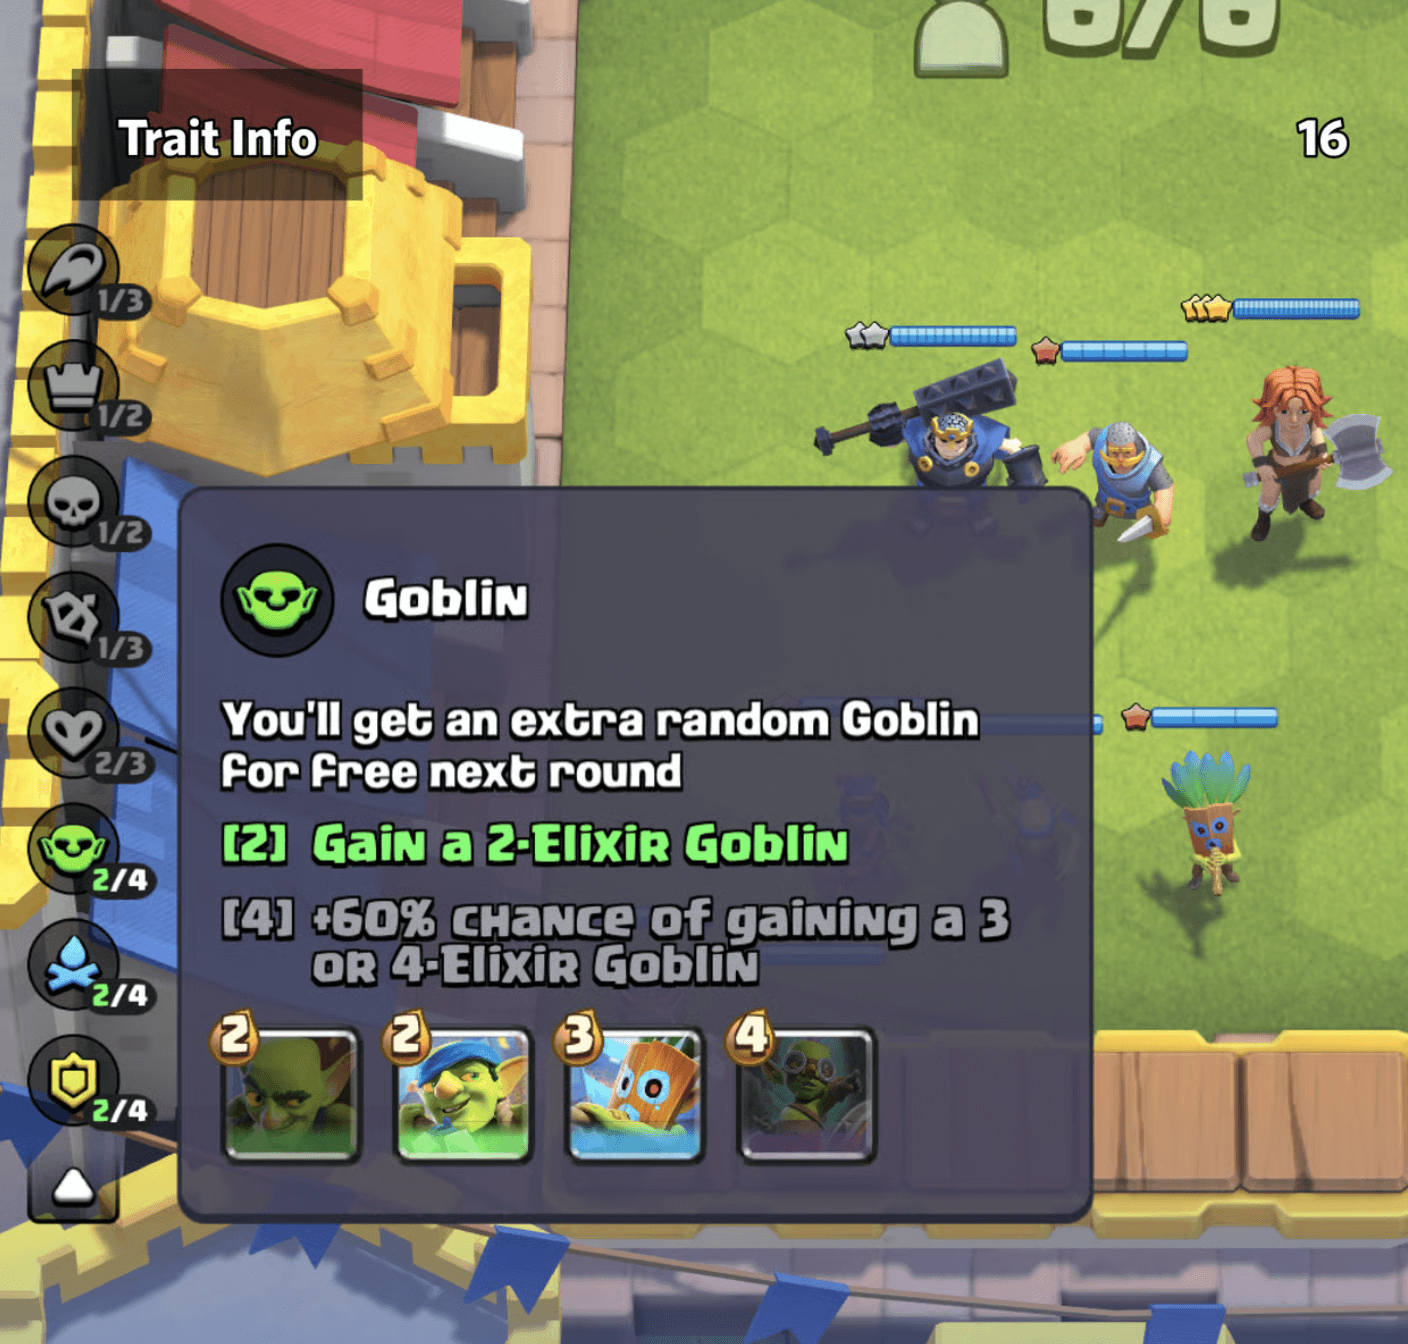 6/6
Trait Info
16
1/3
1/2
1/2
1/3
2/3
2/4
2/4
2/4
Goblin
You'll get an extra random Goblin
for free next round
[2] Gain a 2-Elixir Goblin
[4] +60% chance of gaining a 3
or 4-Elixir Goblin
2
2
3
4